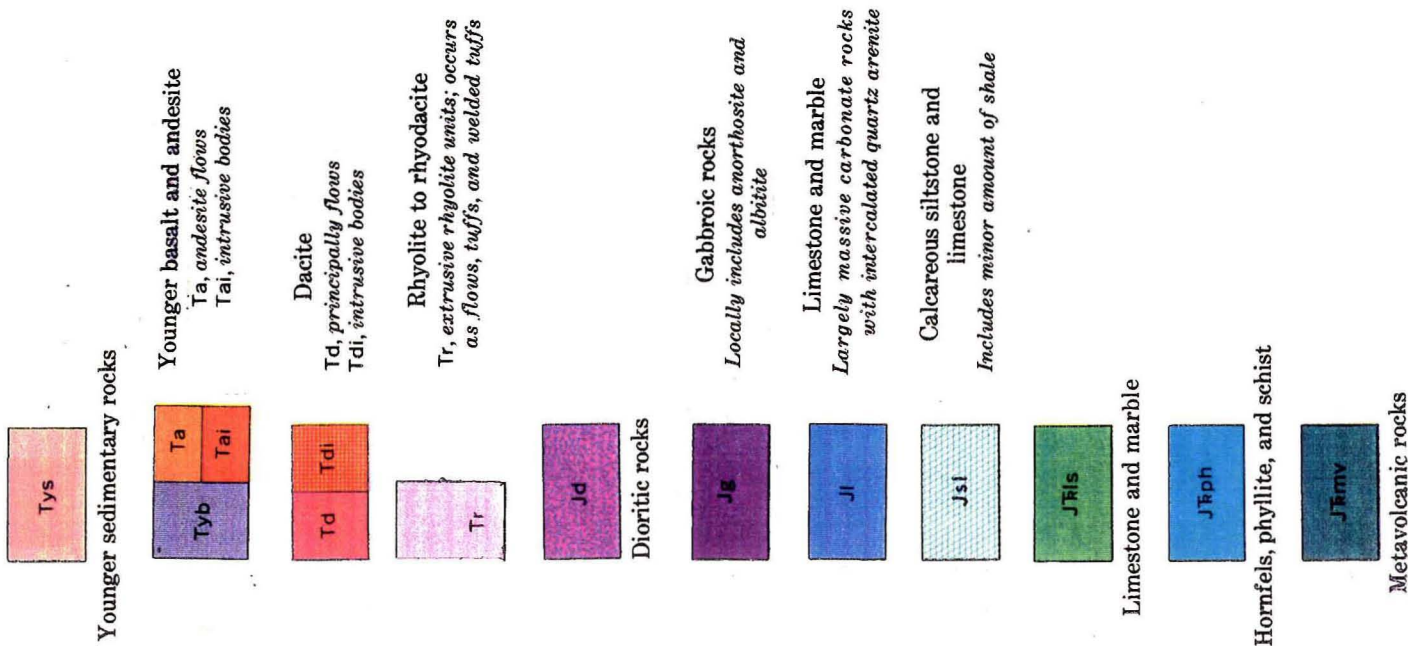 Tys
Younger sedimentary rocks
Tyb
Ta
Tai
Younger basalt and andesite
Ta, andesite flows
Tai, intrusive bodies
Td
Tdi
Dacite
Td, principally flows
Tdi, intrusive bodies
Tr
Rhyolite to rhyodacite
Tr, extrusive rhyolite units; occurs
as flows, tuffs, and welded tuffs
Jd
Dioritic rocks
Jg
Gabbroic rocks
Locally includes anorthosite and
albitite
Jl
Limestone and marble
Largely massive carbonate rocks
with intercalated quartz arenite
Jsl
Calcareous siltstone and
limestone
Includes minor amount of shale
JꞦls
Limestone and marble
JꞦph
Hornfels, phyllite, and schist
JꞦmv
Metavolcanic rocks